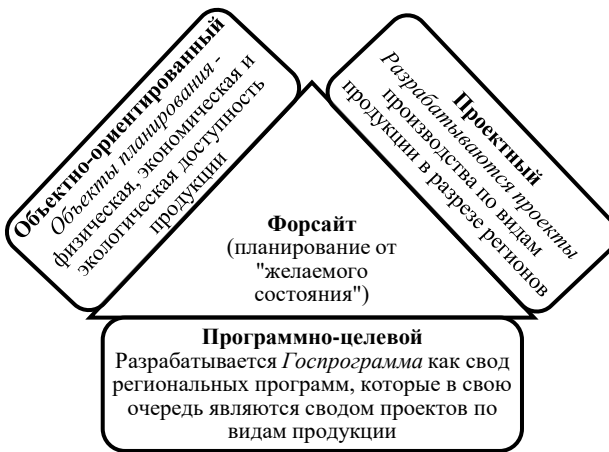 Объектно-ориентированный
Объекты планирования -
физическая, экономическая и
экологическая доступность
продукции
Проектный
Разрабатываются проекты
производства по видам
продукции в разрезе регионов
Форсайт
(планирование от
"желаемого
состояния")
Программно-целевой
Разрабатывается Госпрограмма как свод
региональных программ, которые в свою
очередь являются сводом проектов по
видам продукции